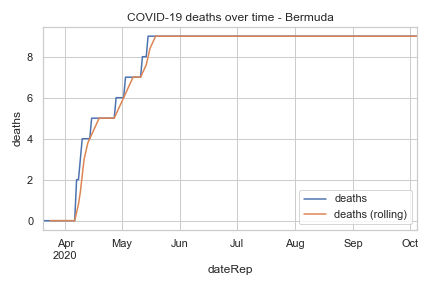 COVID-19 deaths over time - Bermuda
deaths
8
6
4
2
0
Apr
2020
May
Jun
Jul
Aug
Sep
Oct
dateRep
deaths
deaths (rolling)